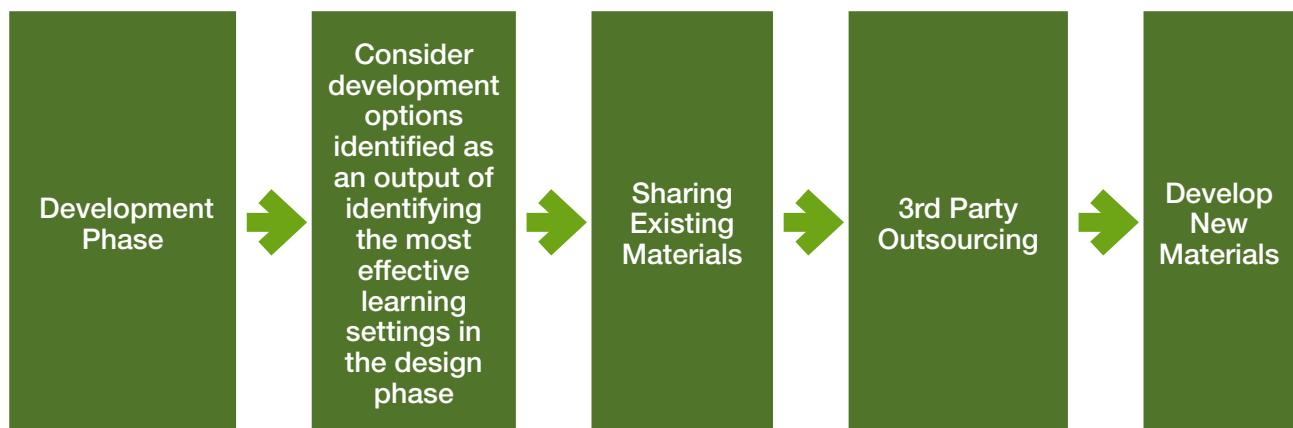 Development
Phase
Consider
development
options
identified as
an output of
identifying
the most
effective
learning
settings in
the design
phase
Sharing
Existing
Materials
3rd Party
Outsourcing
Develop
New
Materials